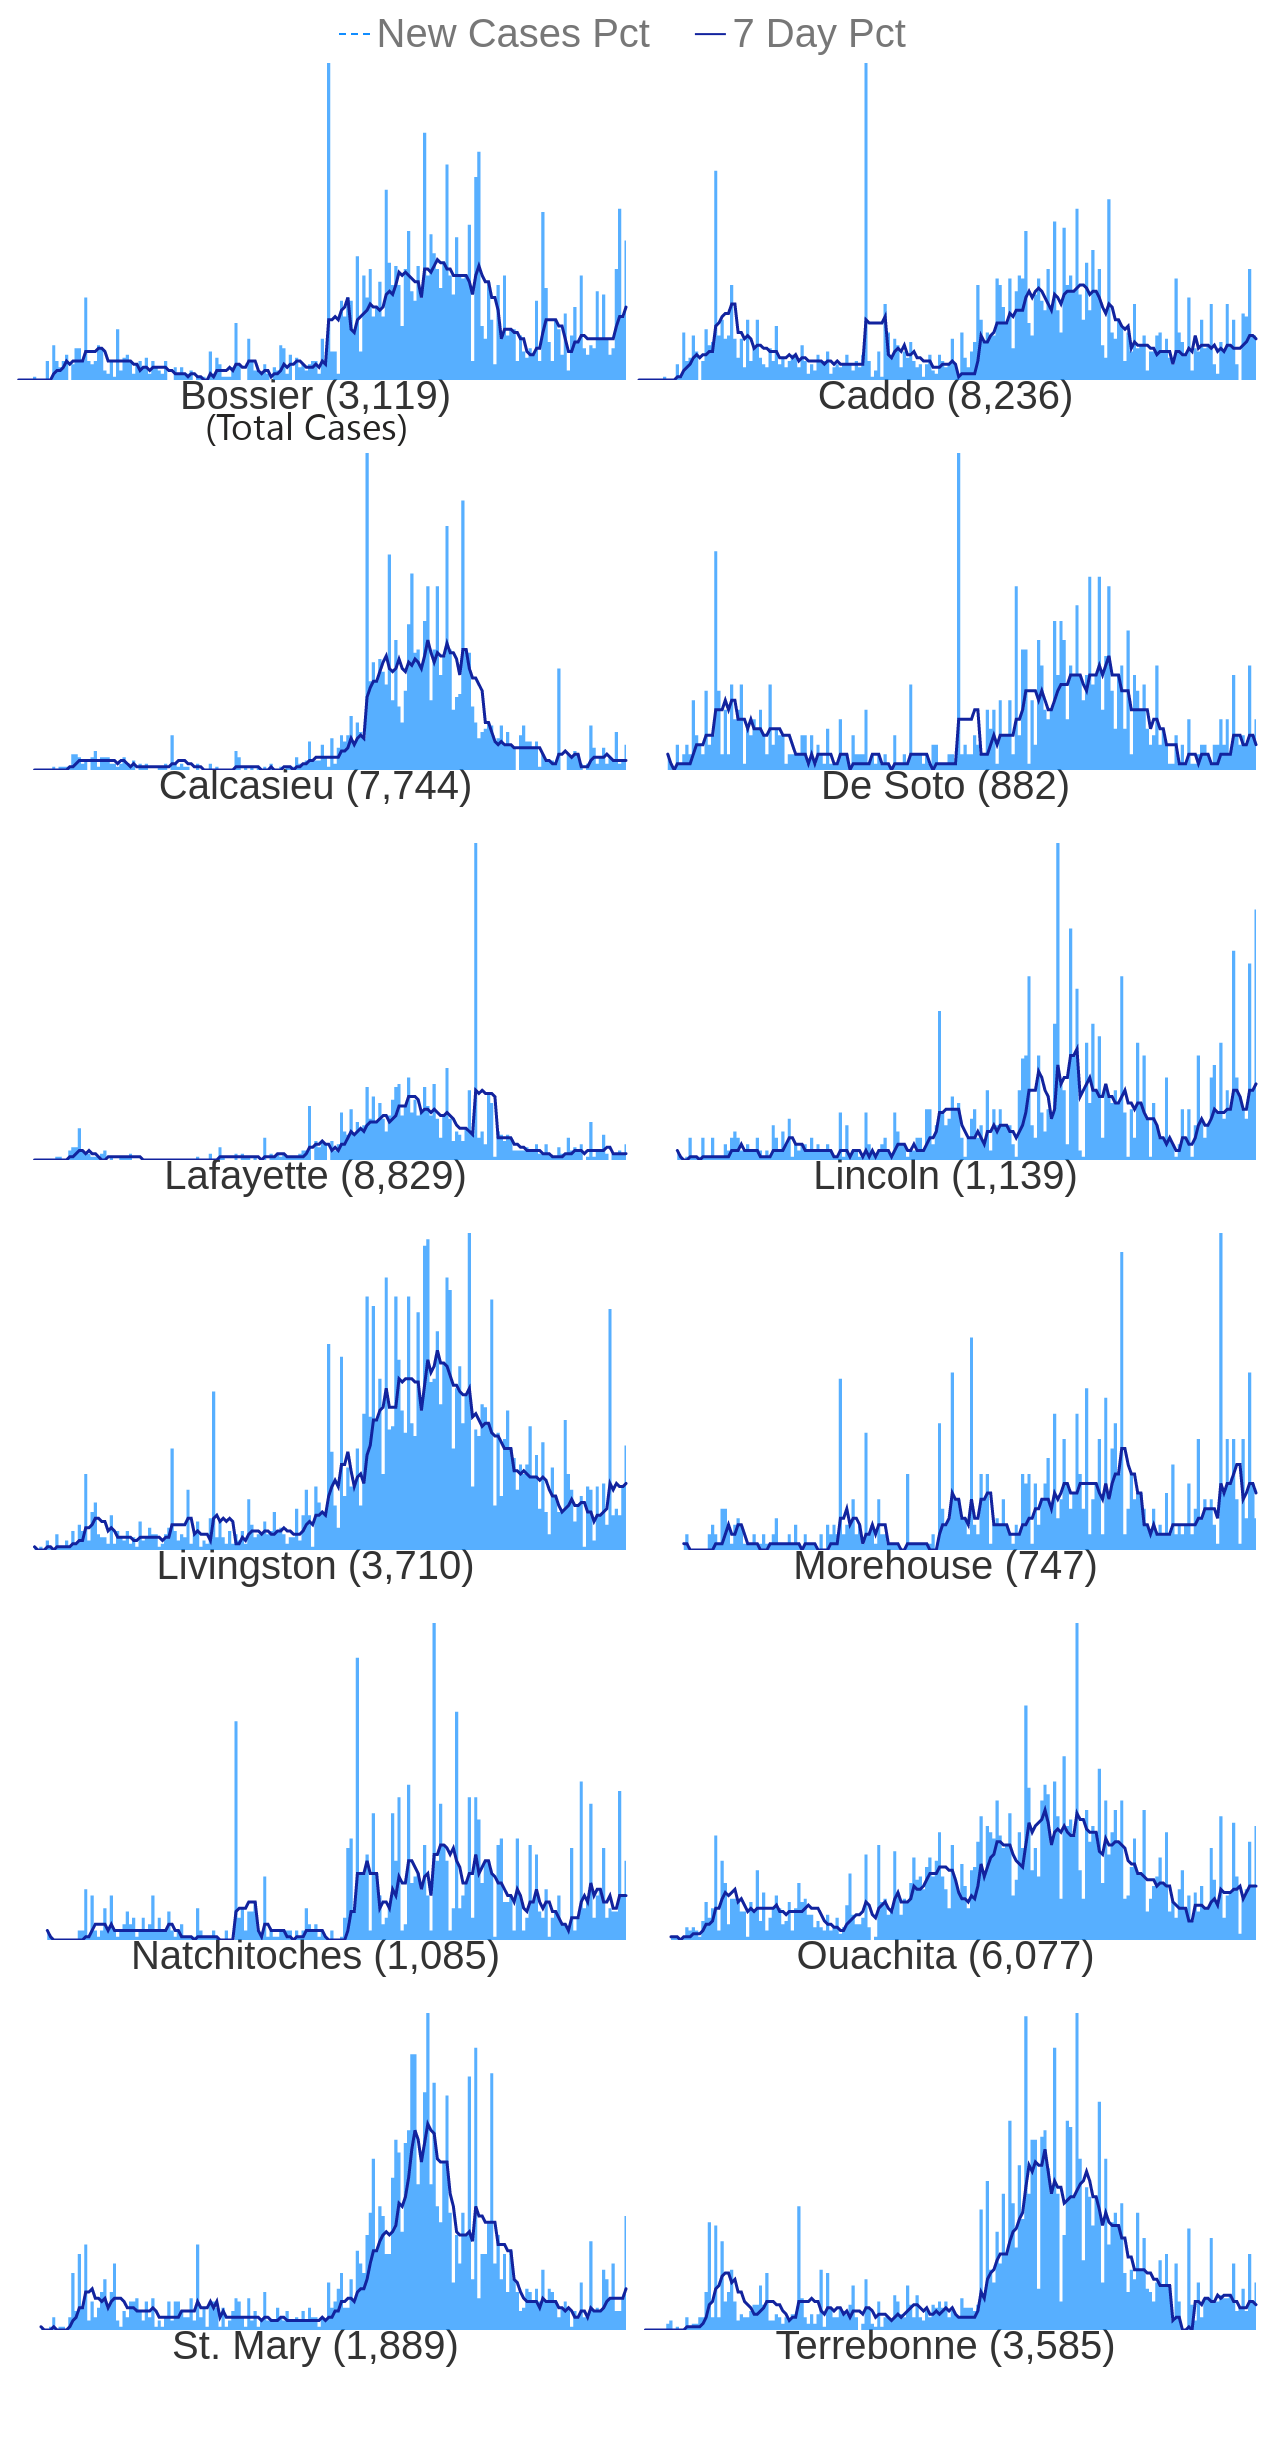 New Cases Pct 7 Day Pct
Bossier (3,119) Caddo (8,236)
(Total Cases)
Calcasieu (7,744) De Soto (882)
Lafayette (8,829) Lincoln (1,139)
Livingston (3,710) Morehouse (747)
Natchitoches (1,085) Ouachita (6,077)
St. Mary (1,889) Terrebonne (3,585)